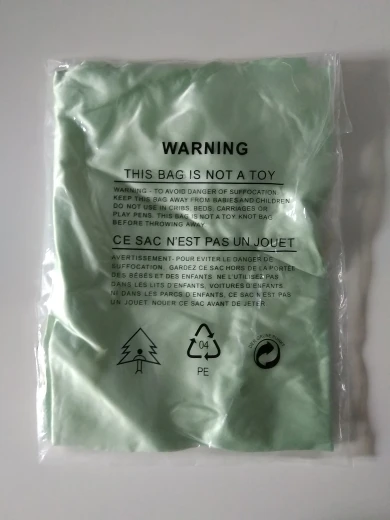 WARNING
THIS BAG IS NOT A TOY
WARNING - TO AVOID DANGER OF SUFFOCATION
KEEP THIS BAG AWAY FROM BABIES AND CHILDREN
DO NOT USE IN CRIBS, BEDS, CARRIAGES OR
PLAY PENS. THIS BAG IS NOT A TOY. KNOT BAG
BEFORE THROWING AWAY
CE SAC N'EST PAS UN JOUET
AVERTISSEMENT- POUR EVITER LE DANGER DE
SUFFOCATION, GARDEZ CE SAC HORS DE LA PORTEE
DES BÉBÉS ET DES ENFANTS. NE L'UTILISEZ PAS
DANS LES LITS D'ENFANTS, VOITURES D'ENFANTS
NI DANS LES PARCS D'ENFANTS, CE SAC N'EST PAS
UN JOUET. NOUER CE SAC AVANT DE JETER
04
PE